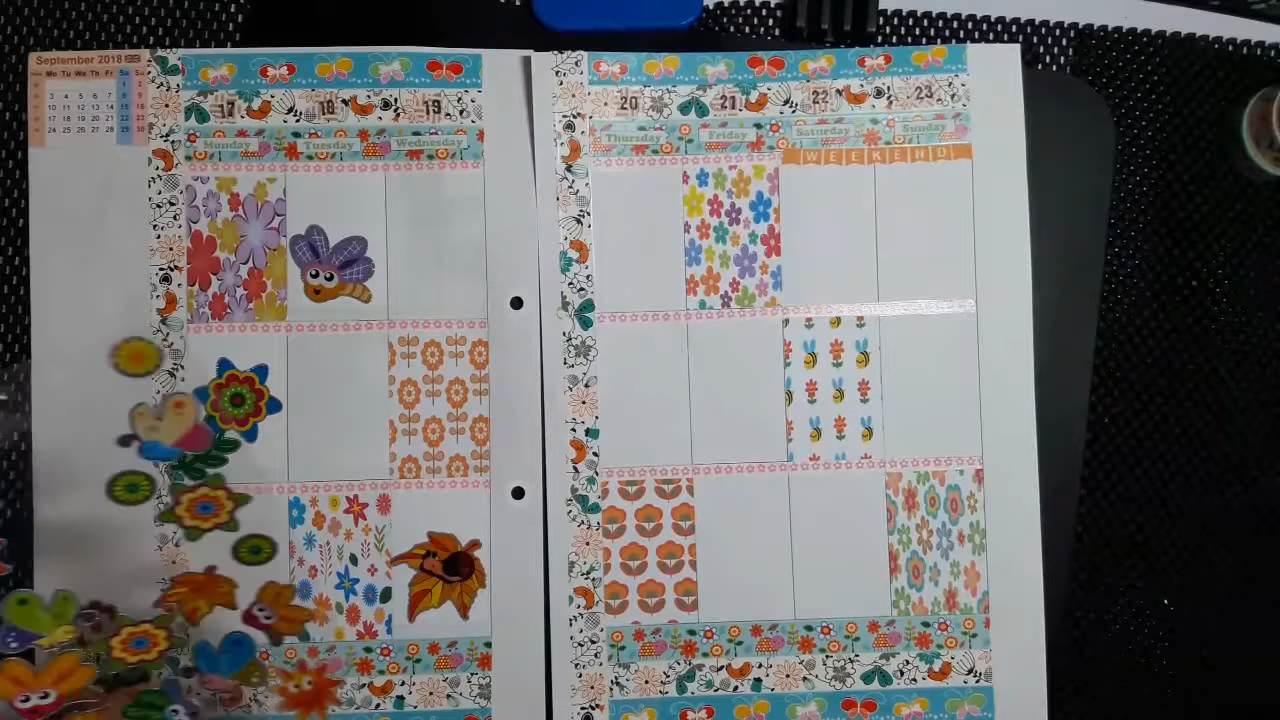 September 2018
Mo Tu We Th Fr Sa Su
1 2
3 4 5 6 7 8 9
10 11 12 13 14 15 16
17 18 19 20 21 22 23
24 25 26 27 28 29 30
17 18 19
Monday Tuesday Wednesday
20 21 22 23
Thursday Friday Saturday Sunday
WEEKEND